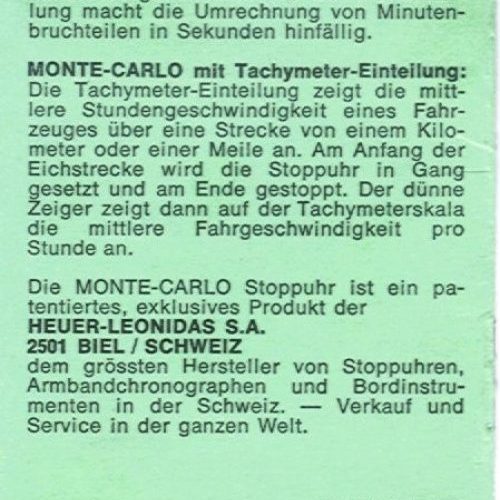 lung macht die Umrechnung von Minuten-
bruchteilen in Sekunden hinfällig.
MONTE-CARLO mit Tachymeter-Einteilung:
Die Tachymeter-Einteilung zeigt die mitt-
lere Stundengeschwindigkeit eines Fahr-
zeuges über eine Strecke von einem Kilo-
meter oder einer Meile an. Am Anfang der
Eichstrecke wird die Stoppuhr in Gang
gesetzt und am Ende gestoppt. Der dünne
Zeiger zeigt dann auf der Tachymeterskala
die mittlere Fahrgeschwindigkeit pro
Stunde an.
Die MONTE-CARLO Stoppuhr ist ein pa-
tentiertes, exklusives Produkt der
HEUER-LEONIDAS S.A.
2501 BIEL / SCHWEIZ
dem grössten Hersteller von Stoppuhren,
Armbandchronographen und Bordinstru-
menten in der Schweiz. — Verkauf und
Service in der ganzen Welt.